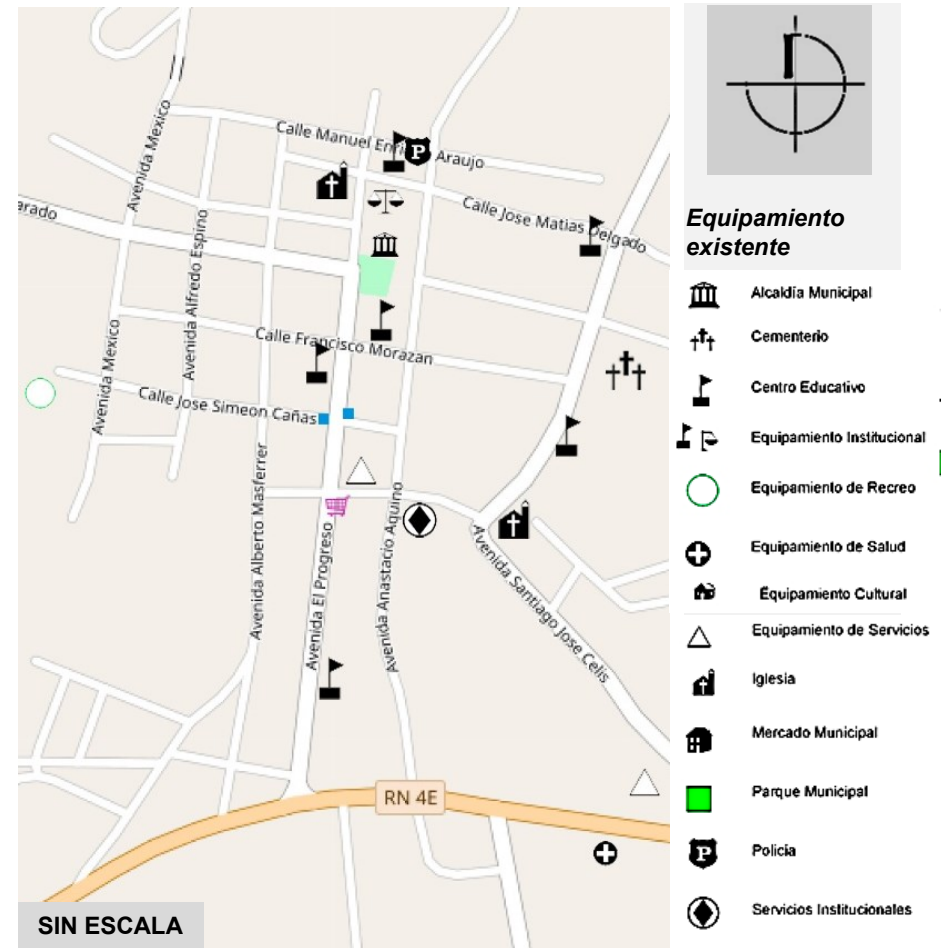 Avenida Mexico
Calle Manuel Enri
Araujo
arado
Avenida Alfredo Espino
Calle Jose Matias Delgado
Avenida Mexico
Calle Francisco Morazan
Calle Jose Simeon Cañas
Avenida Alberto Masferrer
Avenida El Progreso
Avenida Anastacio Aquino
Avenida Santiago Jose Celis
RN 4E
P
SIN ESCALA
Equipamiento
existente
Alcaldía Municipal
Cementerio
Centro Educativo
Equipamiento Institucional
Equipamiento de Recreo
Equipamiento de Salud
Équipamiento Cultural
Equipamiento de Servicios
Iglesia
Mercado Municipal
Parque Municipal
P
Policia
Servicios Institucionales